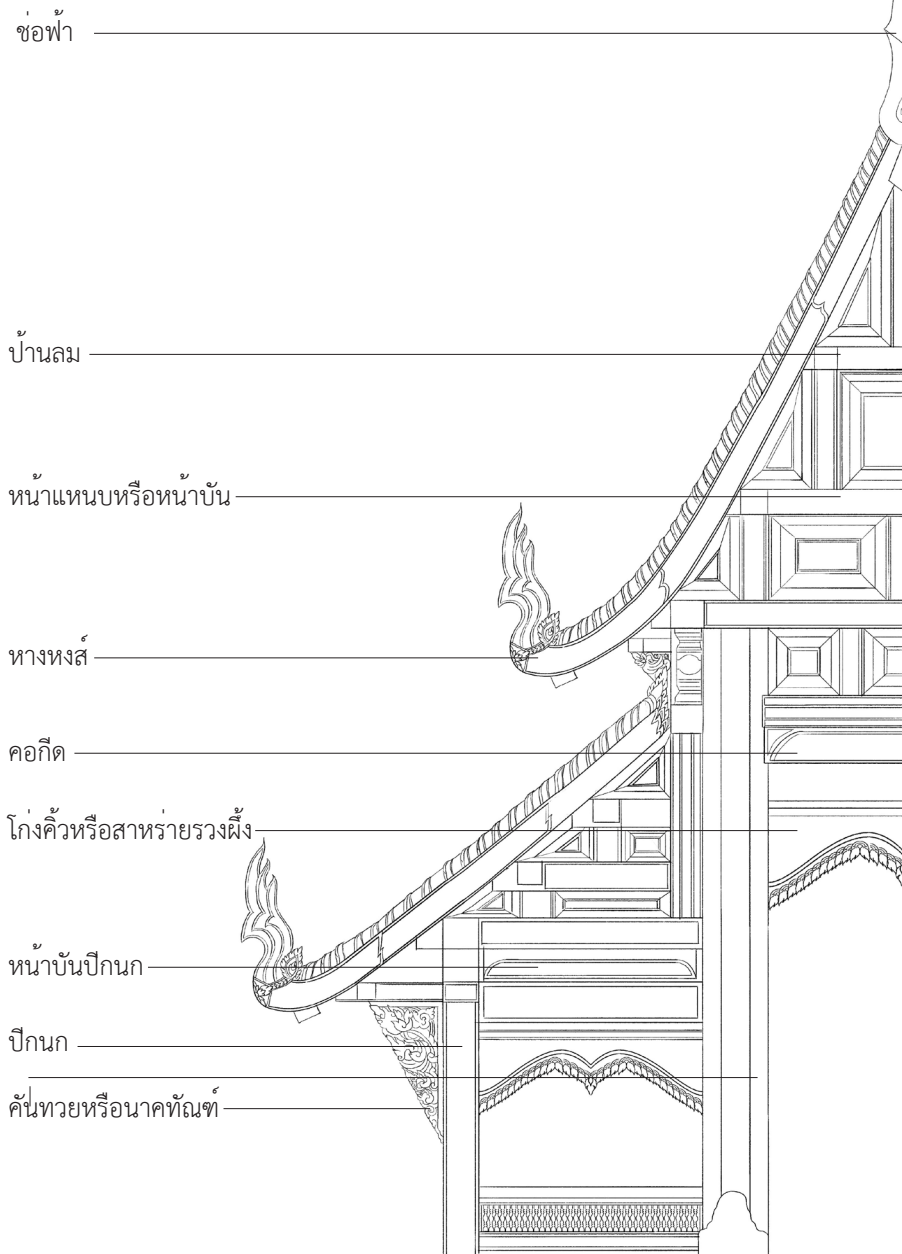 ช่อฟ้า
ป้านลม
หน้าแหนบหรือหน้าบัน
หางหงส์
คอกีด
โก่งคิ้วหรือสาหร่ายรวงผึ้ง
หน้าบันปีกนก
ปีกนก
คันทวยหรือนาคทัณฑ์